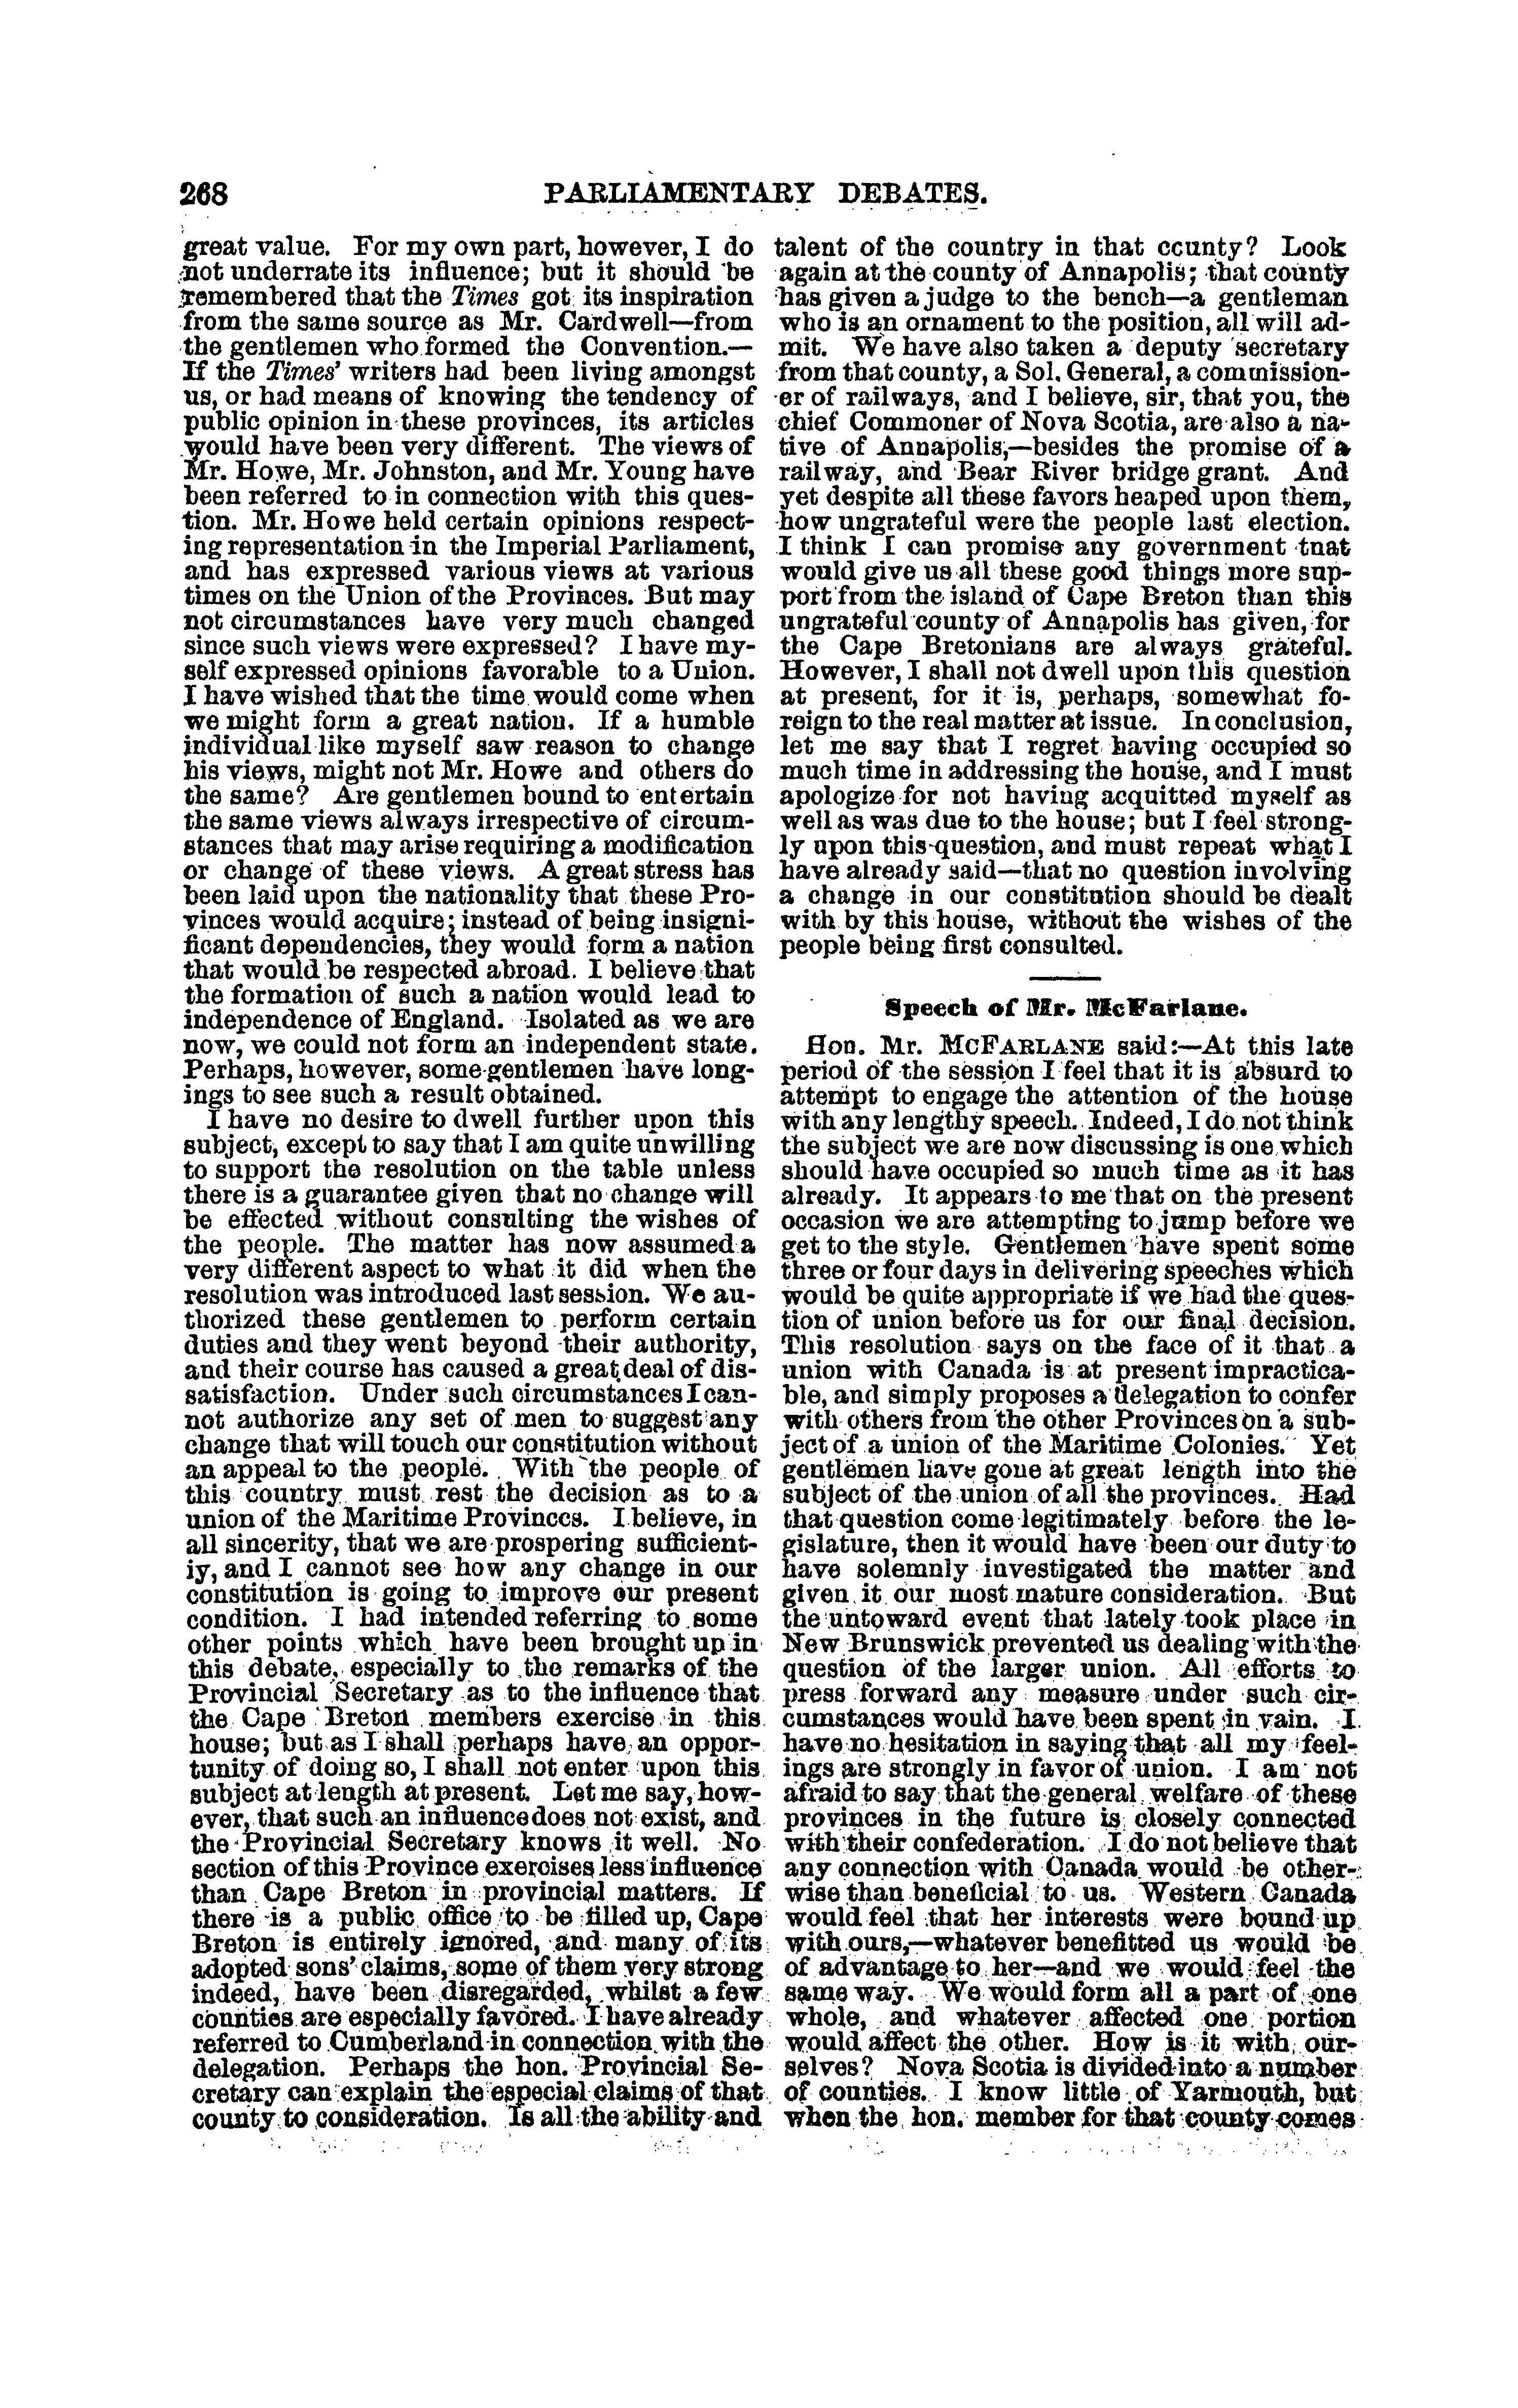 268 PARLIAMENTARY DEBATES.
great value. For my own part, however, I do
not underrate its influence; but it should be
remembered that the Times got its inspiration
from the same source as Mr. Cardwell—from
the gentlemen who formed the Convention.—
If the Times' writers had been living amongst
us, or had means of knowing the tendency of
public opinion in these provinces, its articles
would have been very different. The views of
Mr. Howe, Mr. Johnston, and Mr. Young have
been referred to in connection with this ques-
tion. Mr. Howe held certain opinions respect-
ing representation in the Imperial Parliament,
and has expressed various views at various
times on the Union of the Provinces. But may
not circumstances have very much changed
since such views were expressed? I have my-
self expressed opinions favorable to a Union.
I have wished that the time would come when
we might form a great nation. If a humble
individual like myself saw reason to change
his views, might not Mr. Howe and others do
the same? Are gentlemen bound to entertain
the same views always irrespective of circum-
stances that may arise requiring a modification
or change of these views. A great stress has
been laid upon the nationality that these Pro-
vinces would acquire; instead of being insigni-
ficant dependencies, they would form a nation
that would be respected abroad. I believe that
the formation of such a nation would lead to
independence of England. Isolated as we are
now, we could not form an independent state.
Perhaps, however, some gentlemen have long-
ings to see such a result obtained.
I have no desire to dwell further upon this
subject, except to say that I am quite unwilling
to support the resolution on the table unless
there is a guarantee given that no change will
be effected without consulting the wishes of
the people. The matter has now assumed a
very different aspect to what it did when the
resolution was introduced last session. We au-
thorized these gentlemen to perform certain
duties and they went beyond their authority,
and their course has caused a great deal of dis-
satisfaction. Under such circumstances I can-
not authorize any set of men to suggest any
change that will touch our constitution without
an appeal to the people. With the people of
this country must rest the decision as to a
union of the Maritime Provinces. I believe, in
all sincerity, that we are prospering sufficient-
iy, and I cannot see how any change in our
constitution is going to improve our present
condition. I had intended referring to some
other points which have been brought up in
this debate, especially to the remarks of the
Provincial Secretary as to the influence that
the Cape Breton members exercise in this
house; but as I shall perhaps have an oppor-
tunity of doing so, I shall not enter upon this
subject at length at present. Let me say, how-
ever, that such an influence does not exist, and
the Provincial Secretary knows it well. No
section of this Province exercises less influence
than Cape Breton in provincial matters. If
there is a public office to be filled up, Cape
Breton is entirely ignored, and many of its
adopted sons' claims, some of them very strong
indeed, have been disregarded, whilst a few
counties are especially favored. I have already
referred to Cumberland in connection with the
delegation. Perhaps the hon. Provincial Se-
cretary can explain the especial claims of that
county to consideration. Is all the ability and
talent of the country in that ccunty? Look
again at the county of Annapolis; that county
has given a judge to the bench—a gentleman
who is an ornament to the position, all will ad-
mit. We have also taken a deputy secretary
from that county, a Sol. General, a commission-
er of railways, and I believe, sir, that you, the
chief Commoner of Nova Scotia, are also a na-
tive of Annapolis,—besides the promise of a
railway, and Bear River bridge grant. And
yet despite all these favors heaped upon them,
how ungrateful were the people last election.
I think I can promise any government tnat
would give us all these good things more sup-
port from the island of Cape Breton than this
ungrateful county of Annapolis has given, for
the Cape Bretonians are always grateful.
However, I shall not dwell upon this question
at present, for it is, perhaps, somewhat fo-
reign to the real matter at issue. In conclusion,
let me say that I regret having occupied so
much time in addressing the house, and I must
apologize for not having acquitted myself as
well as was due to the house; but I feel strong-
ly upon this question, and must repeat what I
have already said—that no question involving
a change in our constitution should be dealt
with by this house, without the wishes of the
people being first consulted.
Speech of Mr. McFarlane.
Hon. Mr. MCFARLANE said:—At this late
period of the session I feel that it is absurd to
attempt to engage the attention of the house
with any lengthy speech. Indeed, I do not think
the subject we are now discussing is one which
should have occupied so much time as it has
already. It appears to me that on the present
occasion we are attempting to jump before we
get to the style. Gentlemen have spent some
three or four days in delivering speeches which
would be quite appropriate if we had the ques-
tion of union before us for our final decision.
This resolution says on the face of it that a
union with Canada is at present impractica-
ble, and simply proposes a delegation to confer
with others from the other Provinces on a sub-
ject of a union of the Maritime Colonies. Yet
gentlemen have gone at great length into the
subject of the union of all the provinces. Had
that question come legitimately before the le-
gislature, then it would have been our duty to
have solemnly investigated the matter and
given it our most mature consideration. But
the untoward event that lately took place in
New Brunswick prevented us dealing with the
question of the larger union. All efforts to
press forward any measure under such cir-
cumstances would have been spent in vain. I
have no hesitation in saying that all my feel-
ings are strongly in favor of union. I am not
afraid to say that the general welfare of these
provinces in the future is closely connected
with their confederation. I do not believe that
any connection with Canada would be other-
wise than beneficial to us. Western Canada
would feel that her interests were bound up
with ours,—whatever benefitted us would be
of advantage to her—and we would feel the
same way. We would form all a part of one
whole, and whatever affected one portion
would affect the other. How is it with our-
selves? Nova Scotia is divided into a number
of counties. I know little of Yarmouth, but
when the hon. member for that county comes